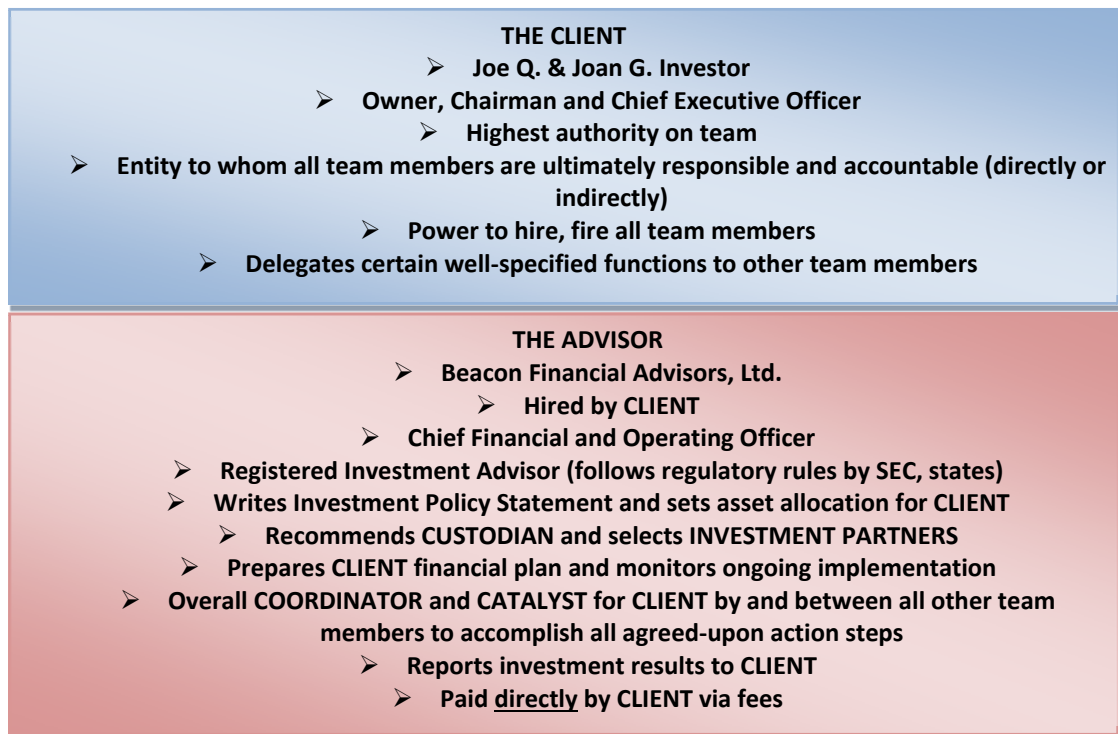 THE CLIENT
➢ Joe Q. & Joan G. Investor
➢ Owner, Chairman and Chief Executive Officer
➢ Highest authority on team
➢ Entity to whom all team members are ultimately responsible and accountable (directly or
indirectly)
➢ Power to hire, fire all team members
➢ Delegates certain well-specified functions to other team members
THE ADVISOR
➢ Beacon Financial Advisors, Ltd.
➢ Hired by CLIENT
➢ Chief Financial and Operating Officer
➢ Registered Investment Advisor (follows regulatory rules by SEC, states)
➢ Writes Investment Policy Statement and sets asset allocation for CLIENT
➢ Recommends CUSTODIAN and selects INVESTMENT PARTNERS
➢ Prepares CLIENT financial plan and monitors ongoing implementation
➢ Overall COORDINATOR and CATALYST for CLIENT by and between all other team
members to accomplish all agreed-upon action steps
➢ Reports investment results to CLIENT
➢ Paid directly by CLIENT via fees